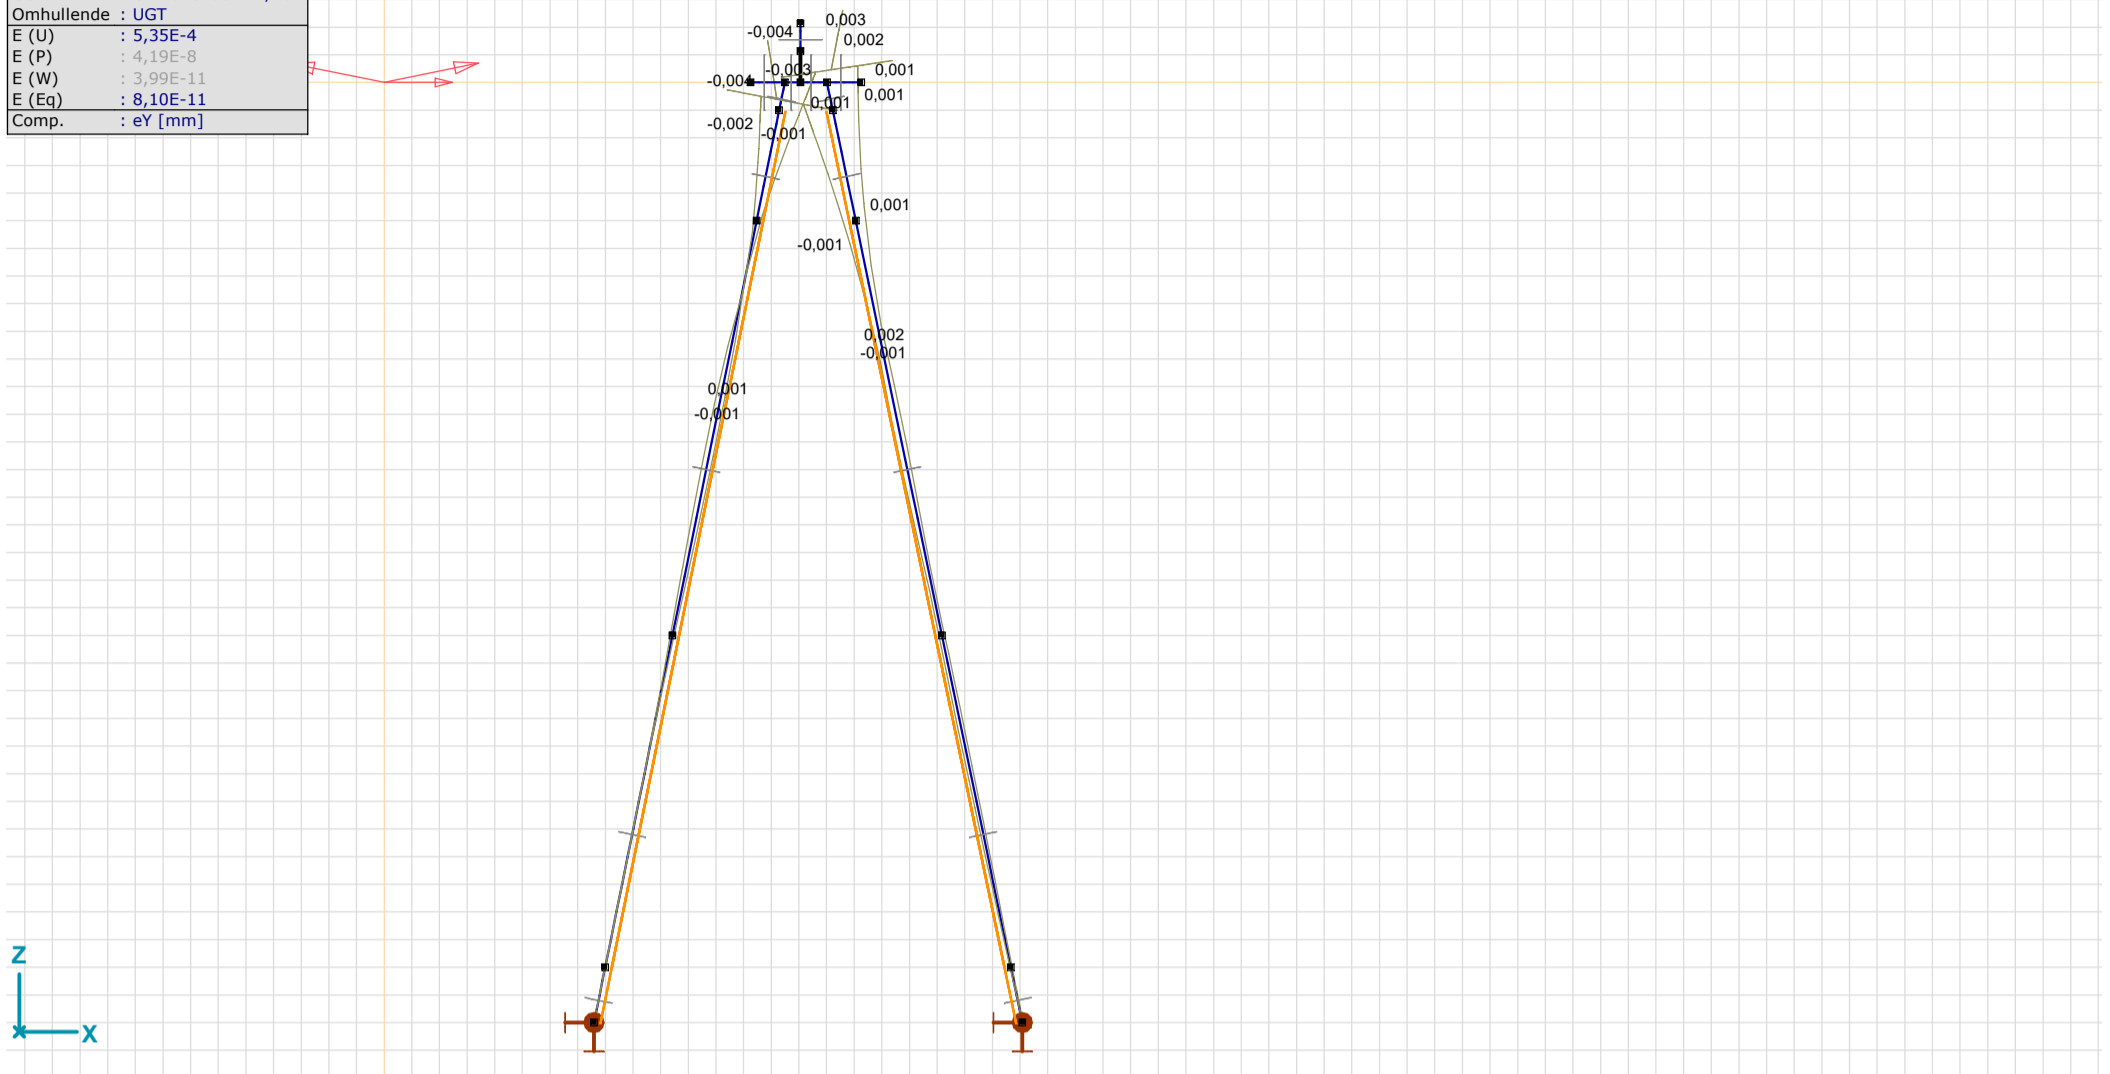 Omhullende : UGT
E (U) : 5,35E-4
E (P) : 4,19E-8
E (W) : 3,99E-11
E (Eq) : 8,10E-11
Comp. : eY [mm]
0,003
-0,004
0,002
-0,003
0,001
-0,004
0,001
0,001
-0,002
-0,001
0,001
-0,001
0,002
-0,001
0,001
-0,001
Z
X